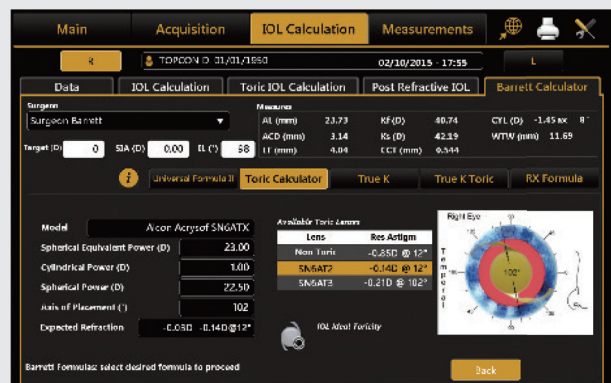 Main Acquisition IOL Calculation Measurements
R TOPCON D. 01/01/1950 02/10/2015 - 17:55 L
Data IOL Calculation Toric IOL Calculation Post Refractive IOL Barrett Calculator
Surgeon
Surgeon Barrett
Target (D) 0 SIA (D) 0.00 IL (°) 98
Measures
AL (mm) 23.73 Kf (D) 40.74 CYL (D) -1.45 ax 8°
ACD (mm) 3.14 Ks (D) 42.19 WTW (mm) 11.69
LT (mm) 4.04 CCT (mm) 0.544
i Universal Formula II Toric Calculator True K True K Toric RX Formula
Model Alcon Acrysof SN6ATX
Spherical Equivalent Power (D) 23.00
Cylindrical Power (D) 1.00
Spherical Power (D) 22.50
Axis of Placement (°) 102
Expected Refraction -0.03D -0.14D@12°
Available Toric Lenses
Lens Res Astigm
Non Toric -0.85D @ 12°
SN6AT2 -0.14D @ 12°
SN6AT3 -0.21D @ 102°
IOL Ideal Toricity
Right Eye
Temporal
102°
Barrett Formulas: select desired formula to proceed
Back